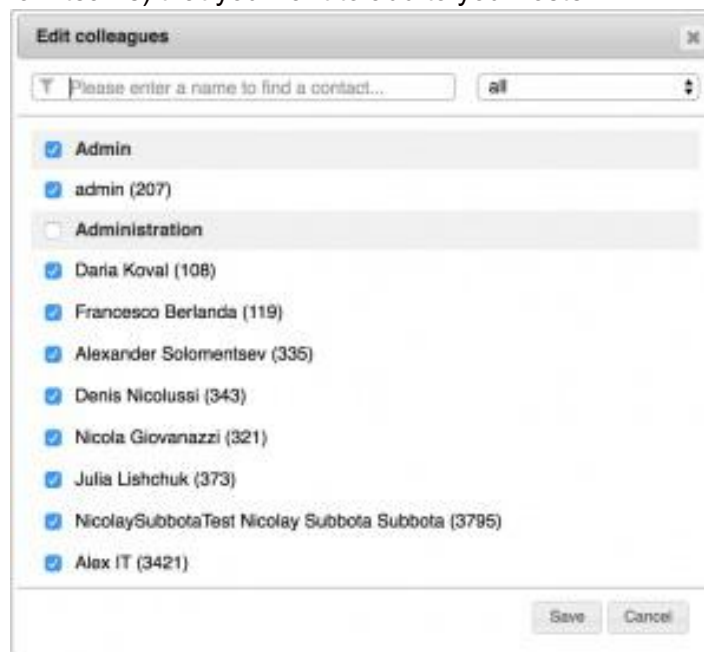 Edit colleagues
Please enter a name to find a contact...
all
Admin
admin (207)
Administration
Daria Koval (108)
Francesco Berlanda (119)
Alexander Solomentsev (335)
Denis Nicolussi (343)
Nicola Giovanazzi (321)
Julia Lishchuk (373)
NicolaySubbotaTest Nicolay Subbota Subbota (3795)
Alex IT (3421)
Save Cancel